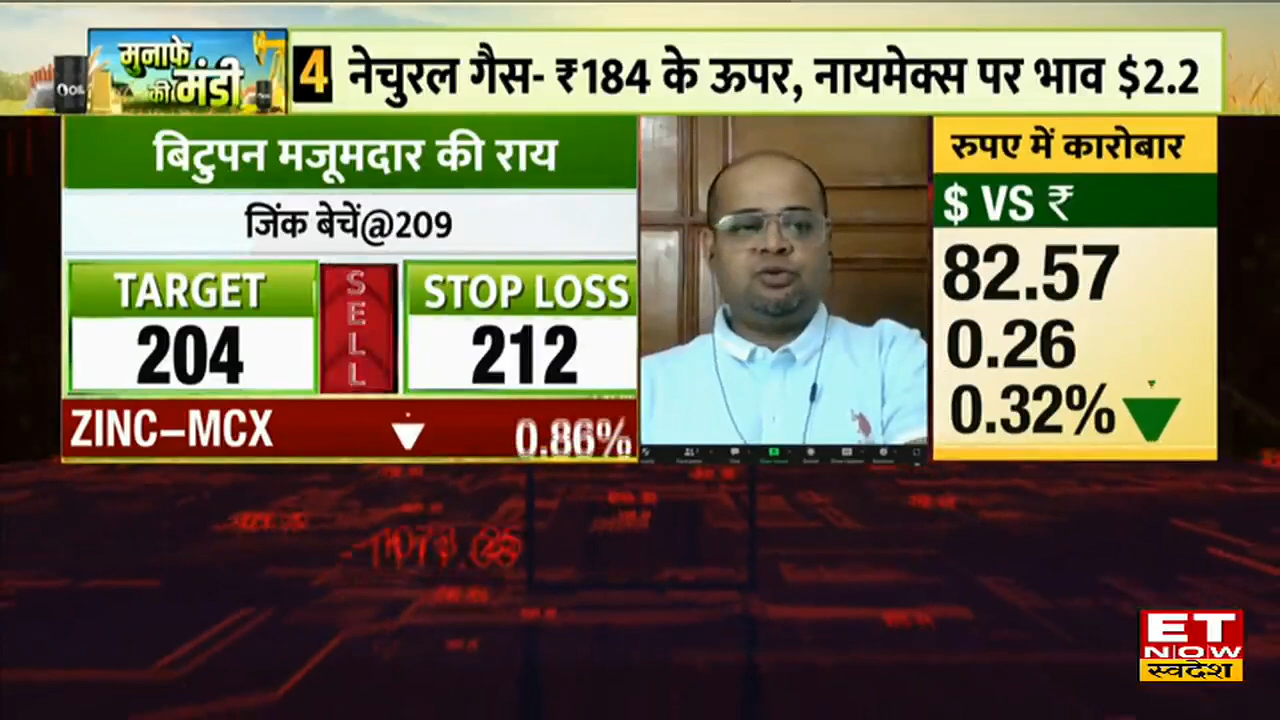 मुनाफे
की मंडी
OIL
4 नेचुरल गैस- ₹184 के ऊपर, नायमेक्स पर भाव $2.2
बिटुपन मजूमदार की राय
जिंक बेचें@209
TARGET
204
SELL
STOP LOSS
212
ZINC-MCX
0.86%
रुपए में कारोबार
$ VS ₹
82.57
0.26
0.32%
ET
NOW
स्वदेश